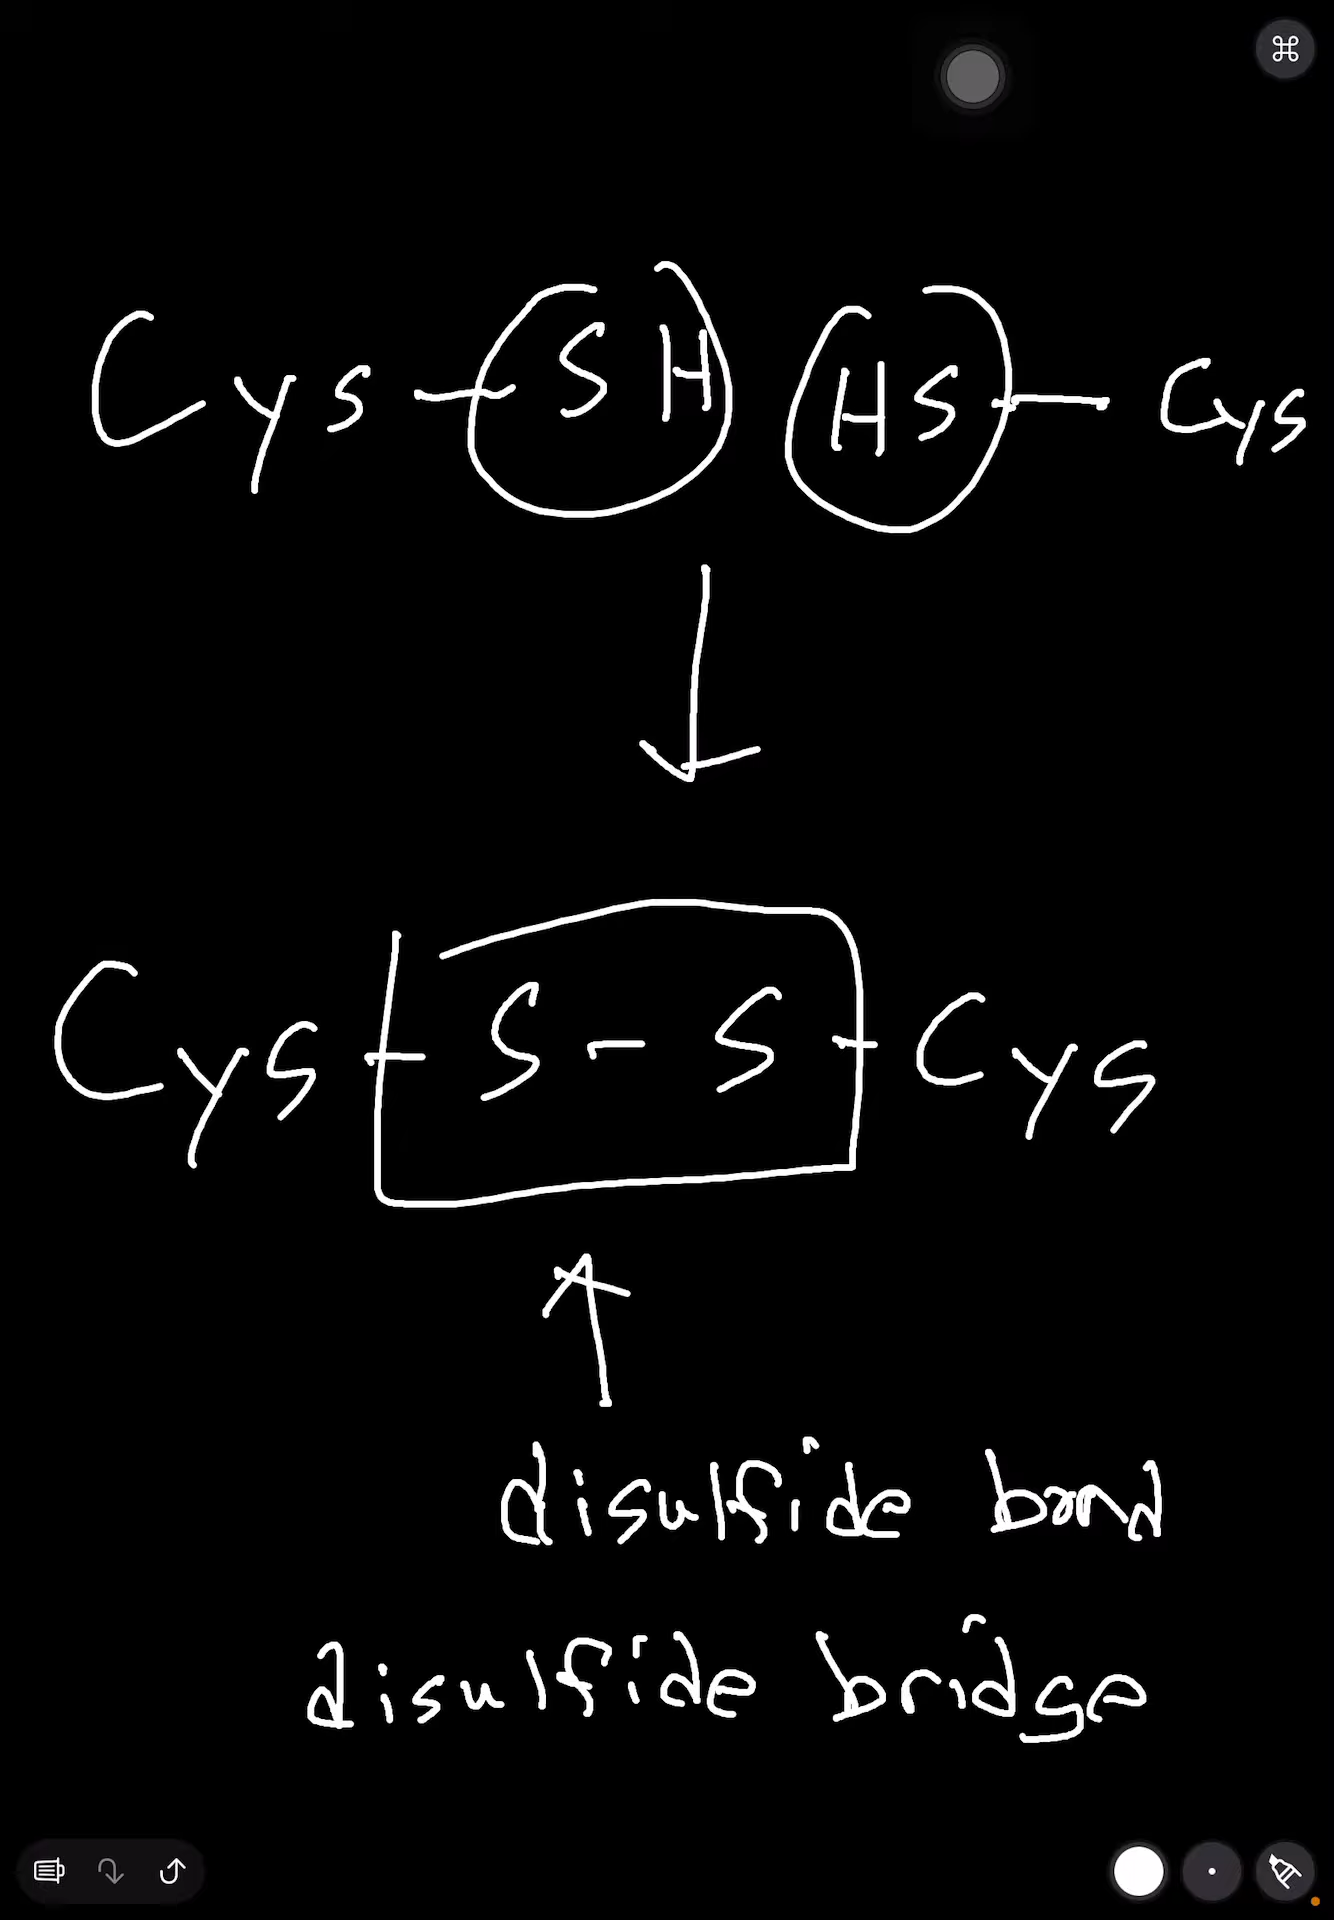 Cys - SH HS - Cys
Cys - S - S - Cys
disulfide bond
disulfide bridge